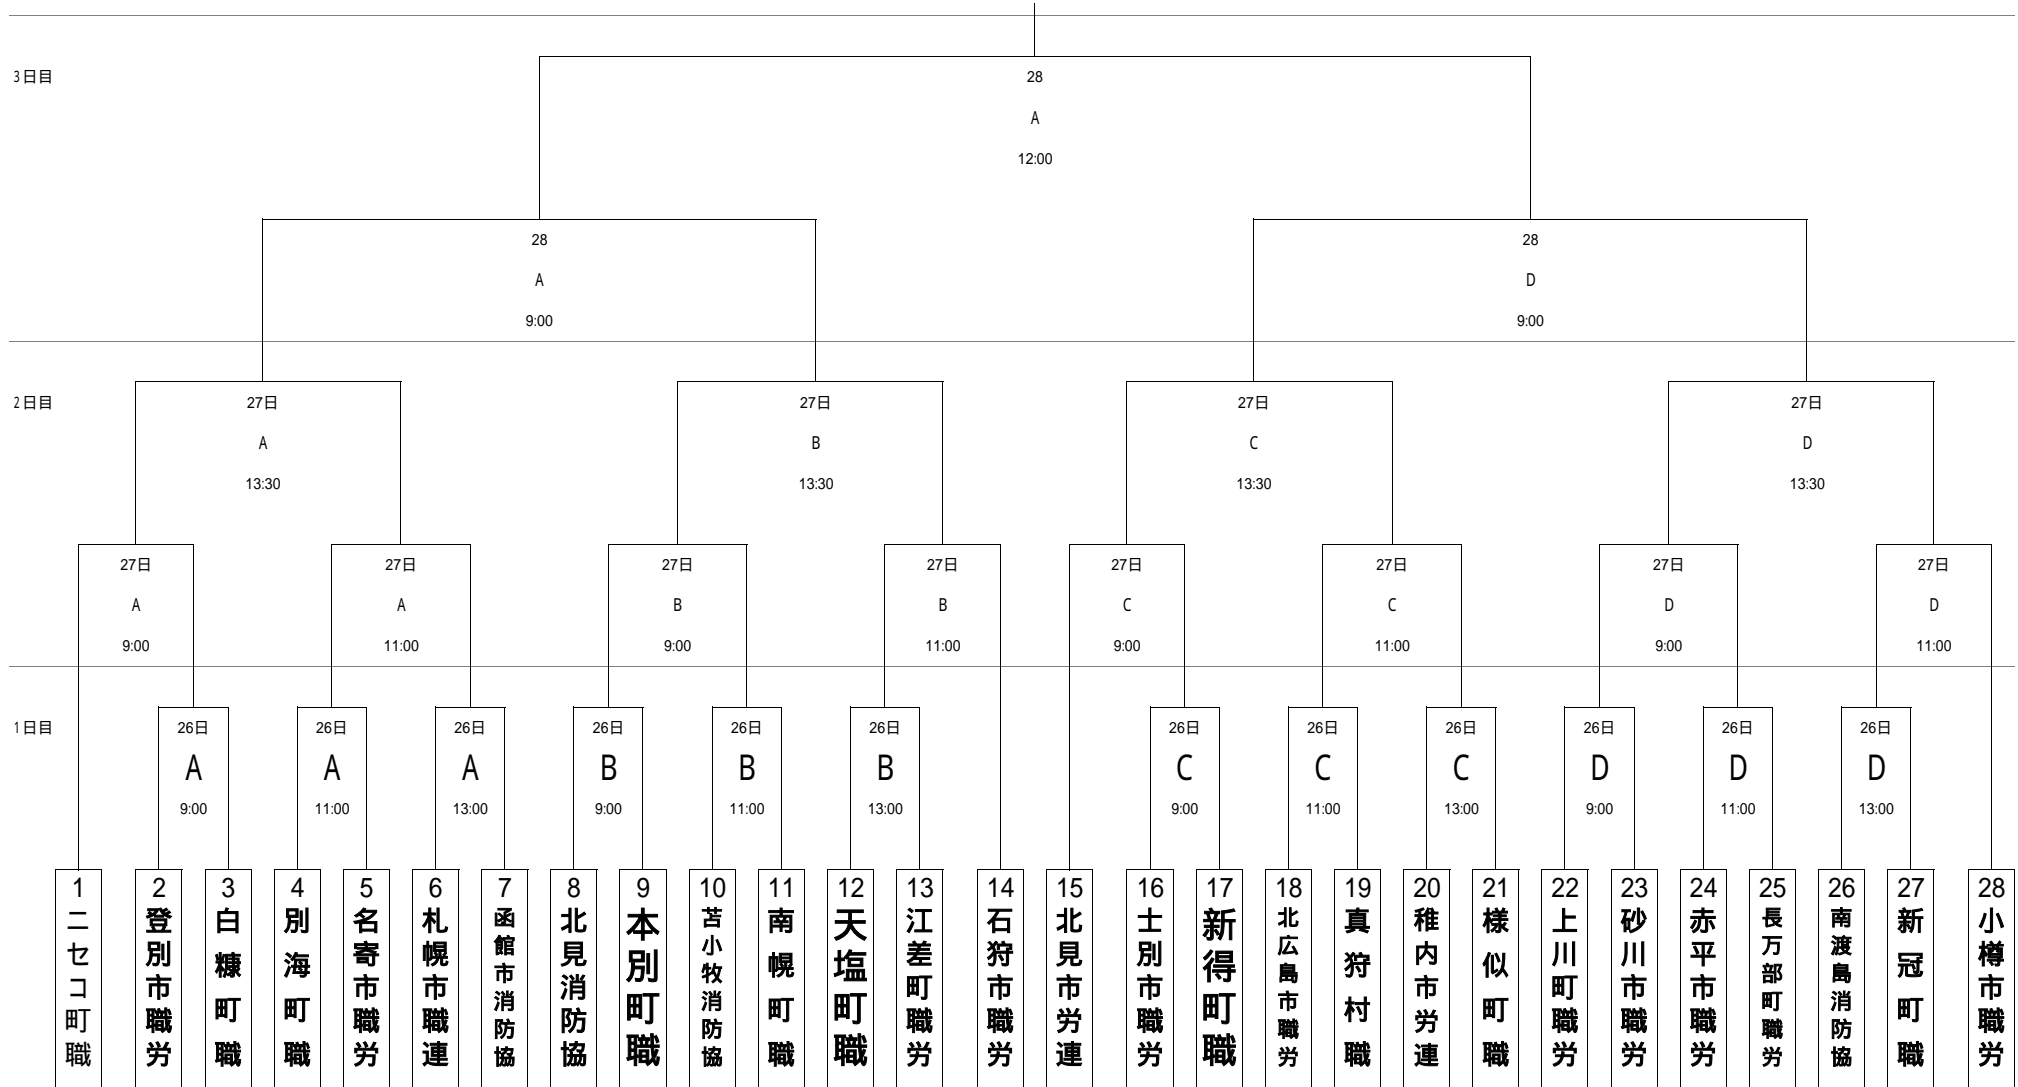 3日目
28
A
12:00
28 28
A D
9:00 9:00
2日目
27日 27日 27日 27日
A B C D
13:30 13:30 13:30 13:30
27日 27日 27日 27日 27日 27日 27日 27日
A A B B C C D D
9:00 11:00 9:00 11:00 9:00 11:00 9:00 11:00
1日目
26日 26日 26日 26日 26日 26日 26日 26日 26日 26日 26日 26日
A A A B B B C C C D D D
9:00 11:00 13:00 9:00 11:00 13:00 9:00 11:00 13:00 9:00 11:00 13:00
1 ニセコ町職
2 登別市職労
3 白糠町職
4 別海町職
5 名寄市職労
6 札幌市職連
7 函館市消防協
8 北見消防協
9 本別町職
10 苫小牧消防協
11 南幌町職
12 天塩町職
13 江差町職労
14 石狩市職労
15 北見市労連
16 士別市職労
17 新得町職
18 北広島市職労
19 真狩村職
20 稚内市労連
21 様似町職
22 上川町職労
23 砂川市職労
24 赤平市職労
25 長万部町職労
26 南渡島消防協
27 新冠町職
28 小樽市職労